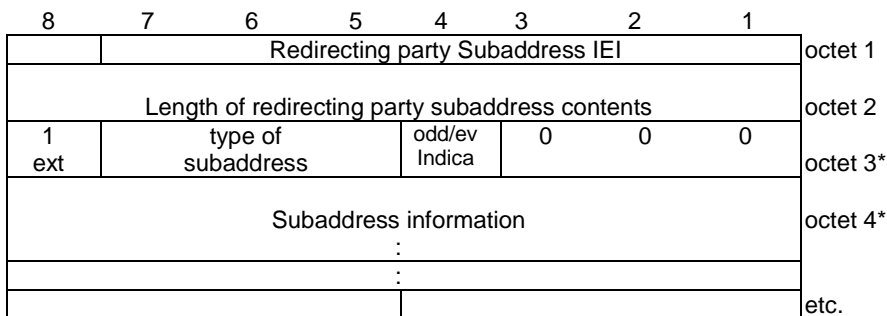 8 7 6 5 4 3 2 1
Redirecting party Subaddress IEI octet 1
Length of redirecting party subaddress contents octet 2
1 type of odd/ev 0 0 0
ext subaddress Indica octet 3*
Subaddress information octet 4*
:
:
etc.